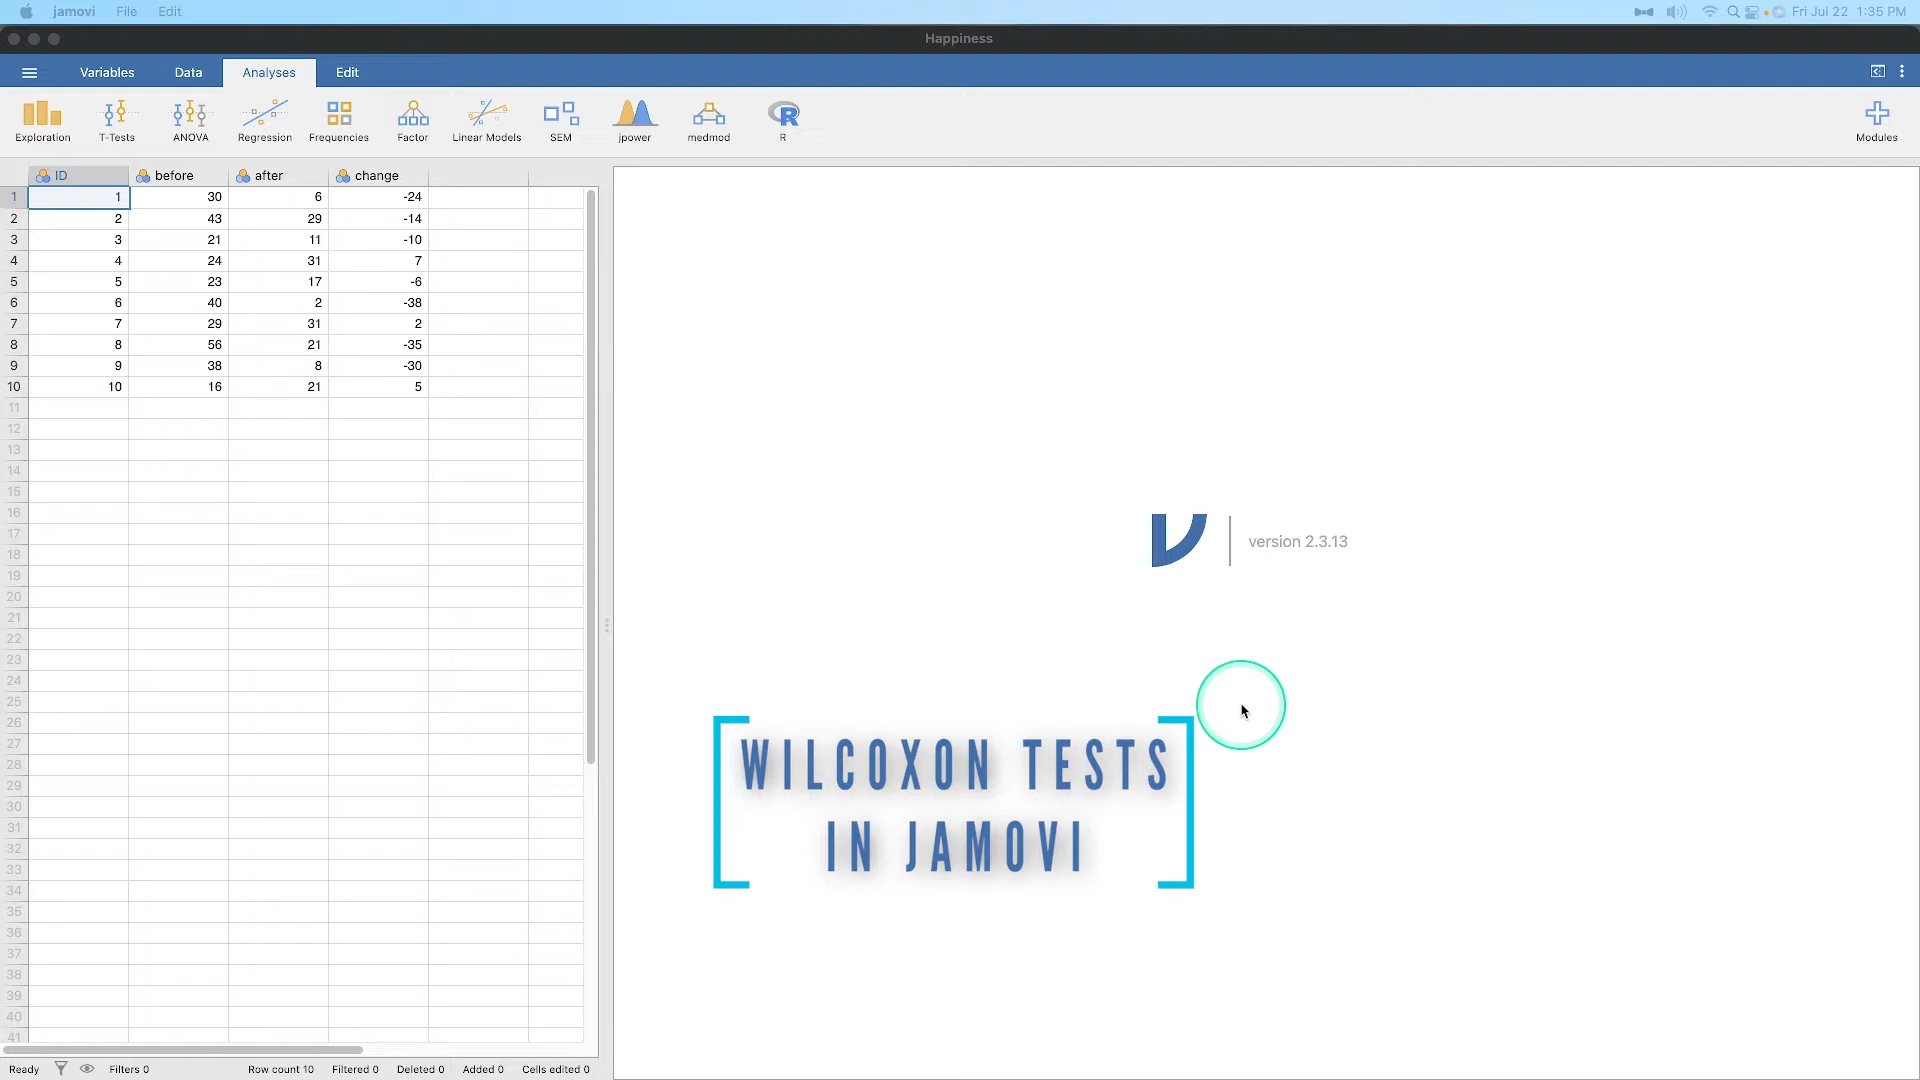 jamovi File Edit Fri Jul 22 1:35 PM
Happiness
Variables Data Analyses Edit
Exploration T-Tests ANOVA Regression Frequencies Factor Linear Models SEM jpower medmod R Modules
ID before after change
1 1 30 6 -24
2 2 43 29 -14
3 3 21 11 -10
4 4 24 31 7
5 5 23 17 -6
6 6 40 2 -38
7 7 29 31 2
8 8 56 21 -35
9 9 38 8 -30
10 10 16 21 5
11
12
13
14
15
16
17
18
19
20
21
22
23
24
25
26
27
28
29
30
31
32
33
34
35
36
37
38
39
40
41
version 2.3.13
WILCOXON TESTS
IN JAMOVI
Ready Filters 0 Row count 10 Filtered 0 Deleted 0 Added 0 Cells edited 0